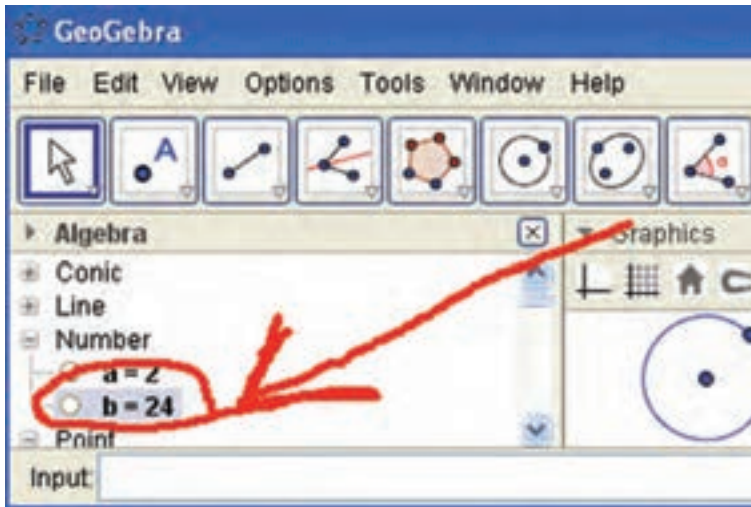 GeoGebra
File Edit View Options Tools Window Help
A
α
Algebra
Graphics
Conic
Line
Number
a = 2
b = 24
Point
Input: